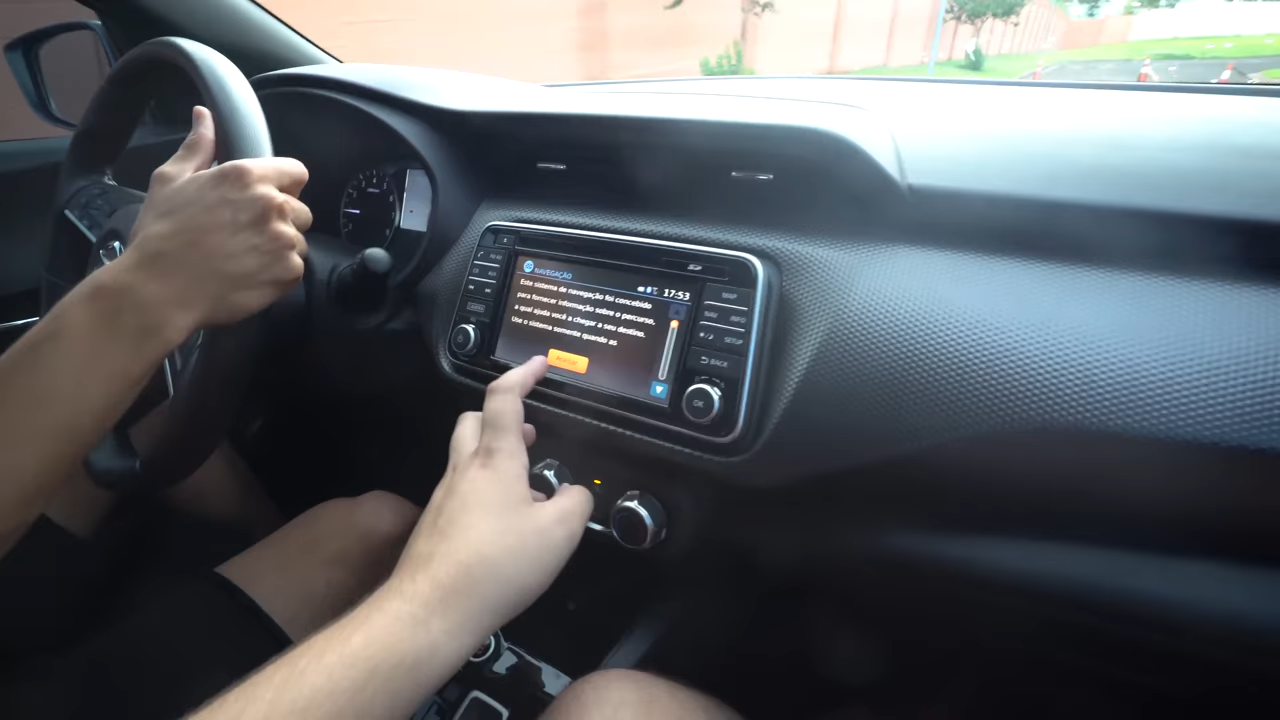 NAVEGAÇÃO
17:53
Este sistema de navegação foi concebido
para fornecer informação sobre o percurso,
a qual ajuda você a chegar a seu destino.
Use o sistema somente quando as
MAP
NAV INFO
SETUP
BACK
OK